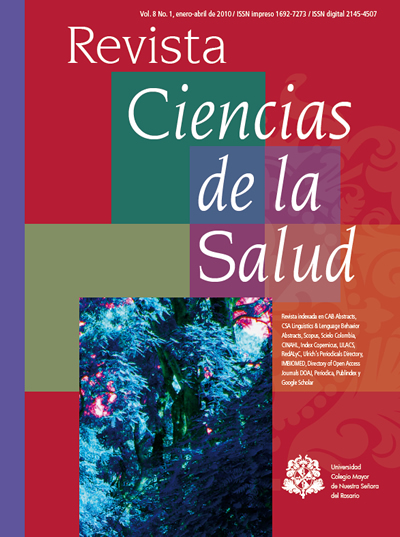 Vol. 8 No. 1, enero-abril de 2010 / ISSN impreso 1692-7273 / ISSN digital 2145-4507
Revista
Ciencias
de la
Salud
Revista indexada en CAB Abstracts,
CSA Linguistics & Lenguage Behavior
Abstracts, Scopus, Scielo Colombia,
CINAHL, Index Copernicus, LILACS,
RedALyC, Ulrich's Periodicals Directory,
IMBIOMED, Directory of Open Access
Journals DOAJ, Periodica, Publindex y
Google Scholar
Universidad
Colegio Mayor
de Nuestra Señora
del Rosario